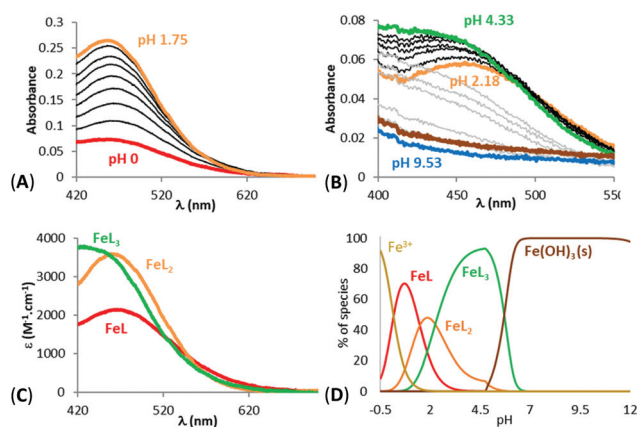 0.3
0.25
0.2
0.15
0.1
0.05
0
Absorbance
pH 1.75
pH 0
420 520 620
λ (nm)
(A)
0.08
0.06
0.04
0.02
0
Absorbance
pH 4.33
pH 2.18
pH 9.53
400 450 500 550
λ (nm)
(B)
4000
3000
2000
1000
0
ε (M⁻¹.cm⁻¹)
FeL₃
FeL₂
FeL
420 520 620
λ (nm)
(C)
100
80
60
40
20
0
% of species
Fe³⁺
FeL
FeL₃
FeL₂
Fe(OH)₃(s)
-0.5 2 4.5 7 9.5 12
pH
(D)